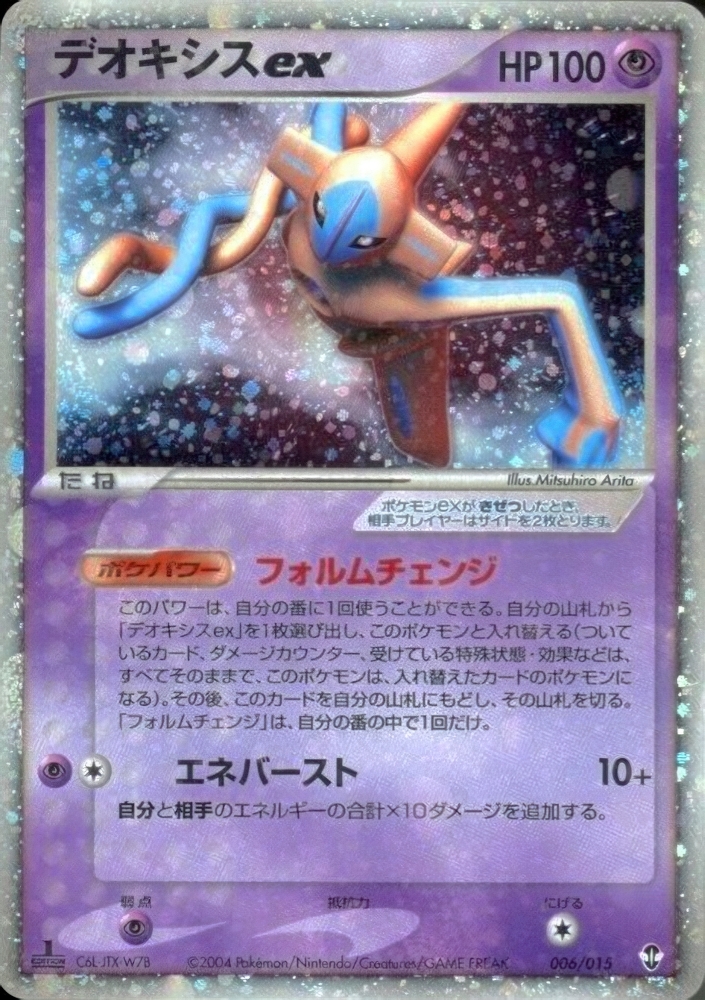 デオキシスex
HP100
たね
Illus.Mitsuhiro Arita
ポケモンexがきぜつしたとき、
相手プレイヤーはサイドを2枚とります。
ポケパワー フォルムチェンジ
このパワーは、自分の番に1回使うことができる。自分の山札から
「デオキシスex」を1枚選び出し、このポケモンと入れ替える(ついて
いるカード、ダメージカウンター、受けている特殊状態・効果などは、
すべてそのままで、このポケモンは、入れ替えたカードのポケモンに
なる)。その後、このカードを自分の山札にもどし、その山札を切る。
「フォルムチェンジ」は、自分の番の中で1回だけ。
エネバースト 10+
自分と相手のエネルギーの合計×10ダメージを追加する。
弱点 抵抗力 にげる
1 EDITION C6L-JTX-W7B ©2004 Pokémon/Nintendo/Creatures/GAME FREAK 006/015